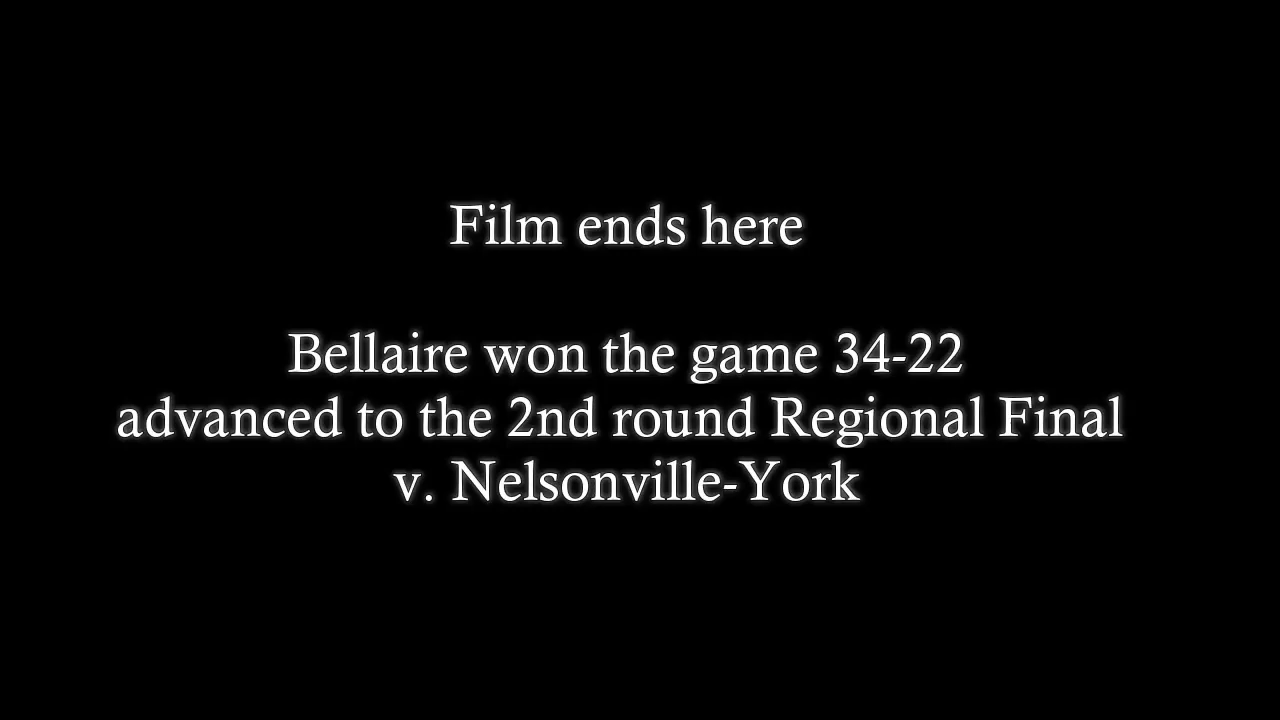 Film ends here
Bellaire won the game 34-22
advanced to the 2nd round Regional Final
v. Nelsonville-York